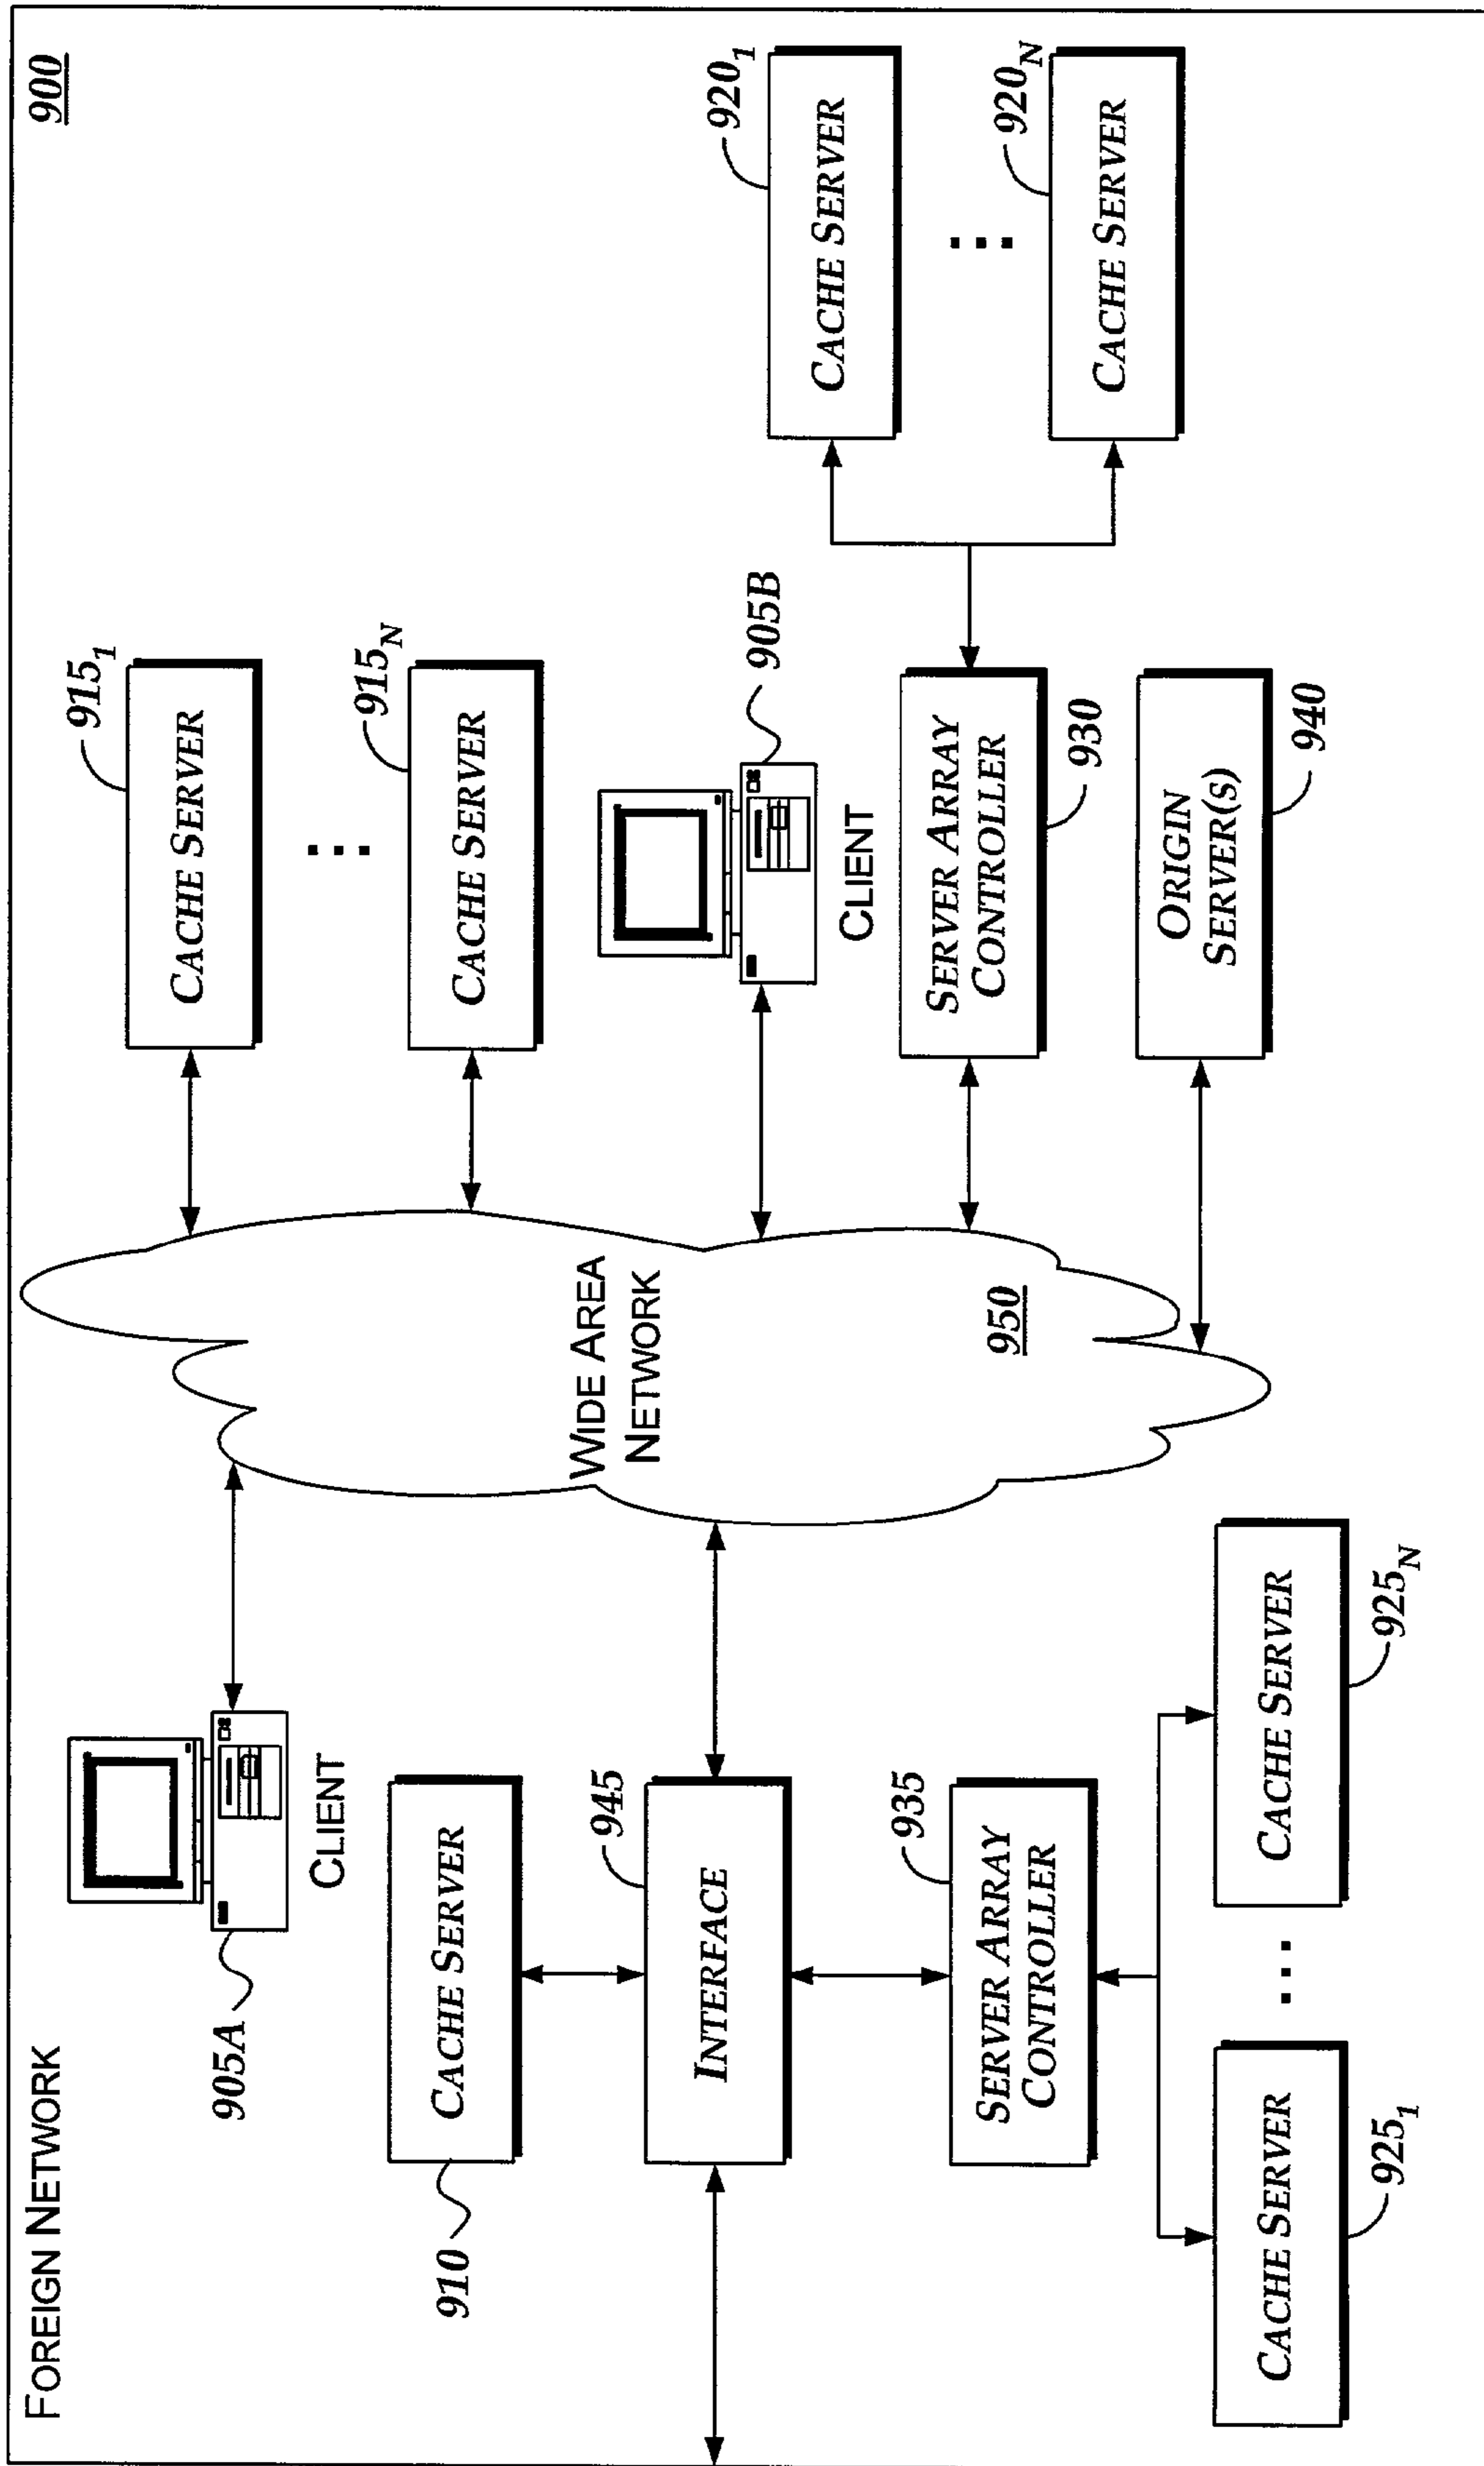 FOREIGN NETWORK
900
905A
CLIENT
910
CACHE SERVER
945
INTERFACE
935
SERVER ARRAY
CONTROLLER
CACHE SERVER
925₁
...
CACHE SERVER
925N
WIDE AREA
NETWORK
950
915₁
CACHE SERVER
...
915N
CACHE SERVER
905B
CLIENT
SERVER ARRAY
CONTROLLER
930
ORIGIN
SERVER(S)
940
920₁
CACHE SERVER
...
920N
CACHE SERVER